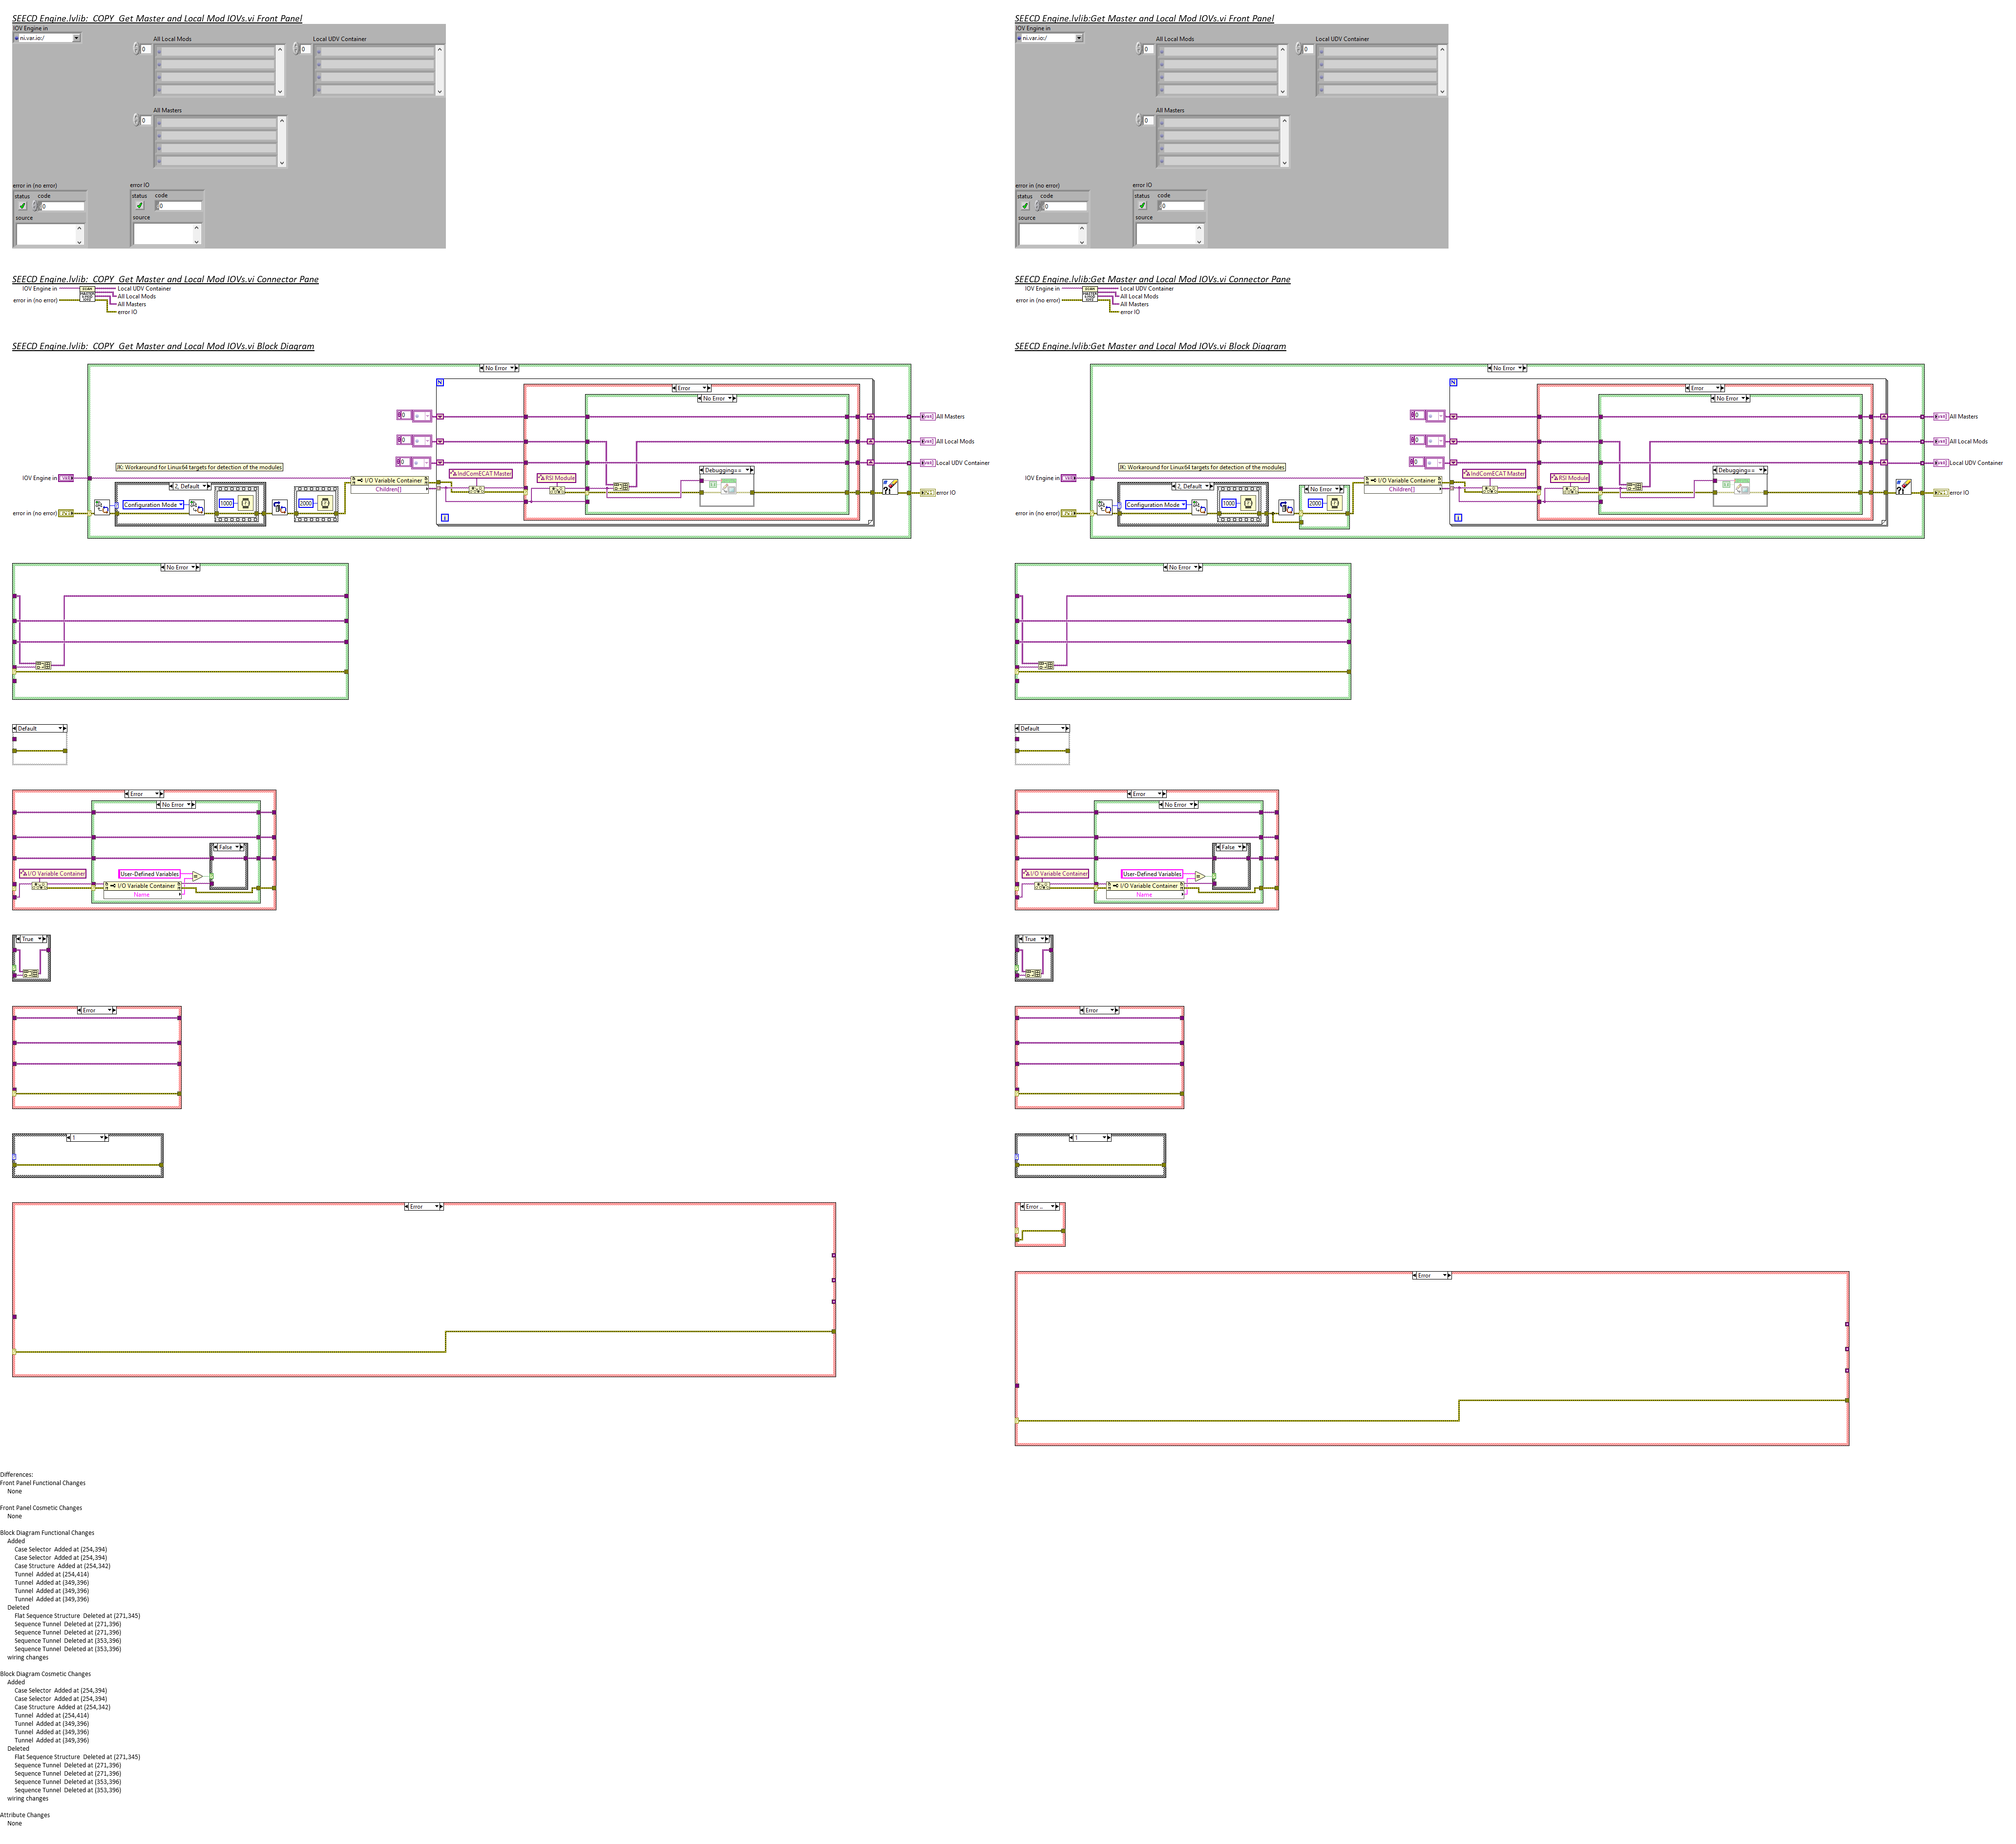 SEECD Engine.lvlib:  COPY  Get Master and Local Mod IOVs.vi Front Panel
IOV Engine in
ni.var.io:/
All Local Mods
0
Local UDV Container
0
All Masters
0
error in (no error)
status
code
0
source
error IO
status
code
0
source
SEECD Engine.lvlib:  COPY  Get Master and Local Mod IOVs.vi Connector Pane
IOV Engine in
error in (no error)
Local UDV Container
All Local Mods
All Masters
error IO
SEECD Engine.lvlib:  COPY  Get Master and Local Mod IOVs.vi Block Diagram
No Error
N
Error
No Error
0
All Masters
0
All Local Mods
0
Local UDV Container
JK: Workaround for Linux64 targets for detection of the modules
IOV Engine in
I/O Variable Container
Children[]
IndComECAT Master
RSI Module
Debugging==
error IO
2, Default
Configuration Mode
1000
2000
error in (no error)
i
No Error
Default
Error
No Error
False
I/O Variable Container
User-Defined Variables
I/O Variable Container
Name
True
Error
1
Error
SEECD Engine.lvlib:Get Master and Local Mod IOVs.vi Front Panel
IOV Engine in
ni.var.io:/
All Local Mods
0
Local UDV Container
0
All Masters
0
error in (no error)
status
code
0
source
error IO
status
code
0
source
SEECD Engine.lvlib:Get Master and Local Mod IOVs.vi Connector Pane
IOV Engine in
error in (no error)
Local UDV Container
All Local Mods
All Masters
error IO
SEECD Engine.lvlib:Get Master and Local Mod IOVs.vi Block Diagram
No Error
N
Error
No Error
0
All Masters
0
All Local Mods
0
Local UDV Container
JK: Workaround for Linux64 targets for detection of the modules
IOV Engine in
I/O Variable Container
Children[]
IndComECAT Master
RSI Module
Debugging==
error IO
2, Default
Configuration Mode
1000
No Error
2000
error in (no error)
i
No Error
Default
Error
No Error
False
I/O Variable Container
User-Defined Variables
I/O Variable Container
Name
True
Error
1
Error ..
Error
Differences:
Front Panel Functional Changes
None
Front Panel Cosmetic Changes
None
Block Diagram Functional Changes
Added
Case Selector  Added at (254,394)
Case Selector  Added at (254,394)
Case Structure  Added at (254,342)
Tunnel  Added at (254,414)
Tunnel  Added at (349,396)
Tunnel  Added at (349,396)
Tunnel  Added at (349,396)
Deleted
Flat Sequence Structure  Deleted at (271,345)
Sequence Tunnel  Deleted at (271,396)
Sequence Tunnel  Deleted at (271,396)
Sequence Tunnel  Deleted at (353,396)
Sequence Tunnel  Deleted at (353,396)
wiring changes
Block Diagram Cosmetic Changes
Added
Case Selector  Added at (254,394)
Case Selector  Added at (254,394)
Case Structure  Added at (254,342)
Tunnel  Added at (254,414)
Tunnel  Added at (349,396)
Tunnel  Added at (349,396)
Tunnel  Added at (349,396)
Deleted
Flat Sequence Structure  Deleted at (271,345)
Sequence Tunnel  Deleted at (271,396)
Sequence Tunnel  Deleted at (271,396)
Sequence Tunnel  Deleted at (353,396)
Sequence Tunnel  Deleted at (353,396)
wiring changes
Attribute Changes
None